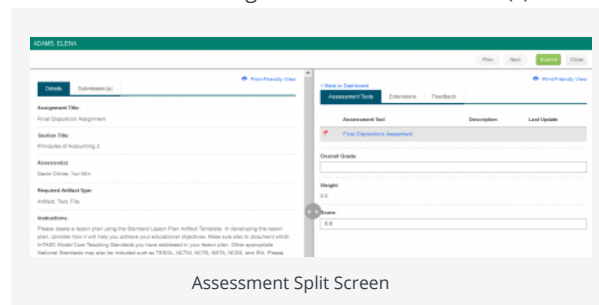 ADAMS, ELENA
Prev Next Submit Close
Print Friendly View
Details Submission(s)
Assignment Title:
Final Disposition Assignment
Section Title:
Principles of Accounting 2
Assessor(s)
Required Artifact Type:
Artifact, Text, File
Instructions:
Please create a lesson plan using the Standard Lesson Plan Artifact Template. In developing the lesson
plan, consider how it will help you achieve your educational objectives. Make sure also to document which
InTASC Model Core Teaching Standards you have addressed in your lesson plan. Other appropriate
National Standards may also be included such as TESOL, NCTM, NCTE, NSTA, NCSS, and IRA. Please
< Back to Dashboard
Print Friendly View
Assessment Tools Extensions Feedback
Assessment Tool Description Last Update
Final Dispositions Assessment
Overall Grade:
Weight:
0.0
Score:
0.0
Assessment Split Screen